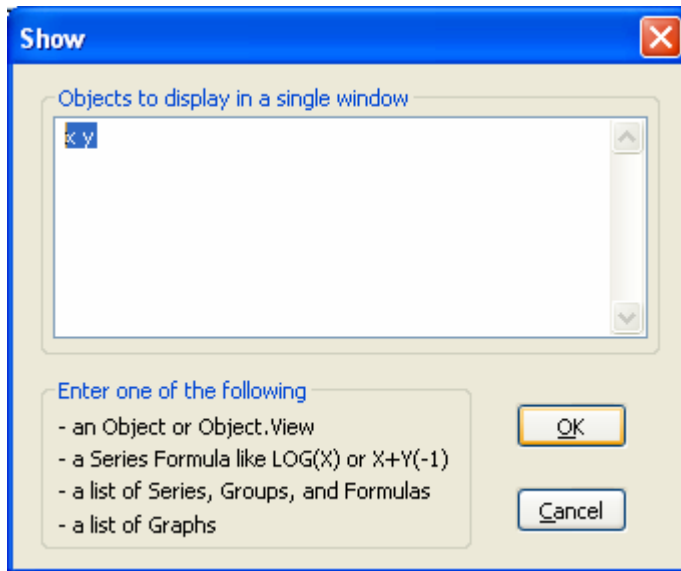 Show
Objects to display in a single window
x y
Enter one of the following
- an Object or Object.View
- a Series Formula like LOG(X) or X+Y(-1)
- a list of Series, Groups, and Formulas
- a list of Graphs
OK
Cancel